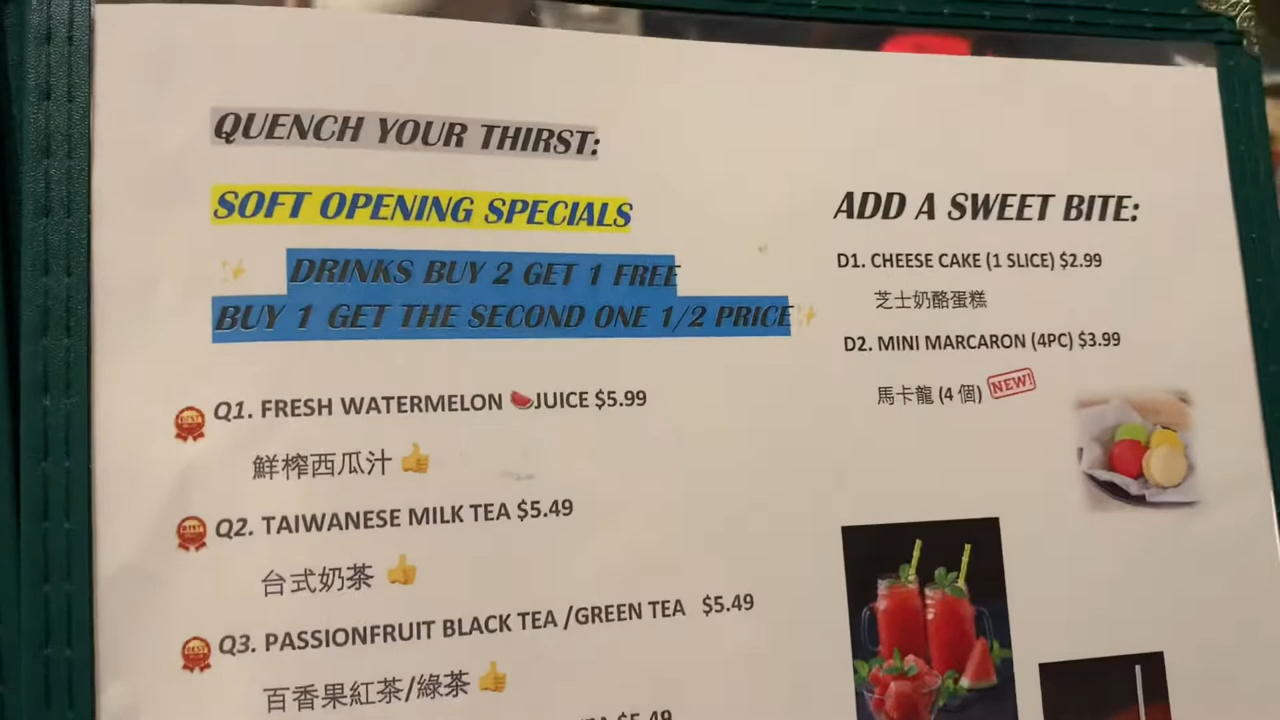 QUENCH YOUR THIRST:
SOFT OPENING SPECIALS
DRINKS BUY 2 GET 1 FREE
BUY 1 GET THE SECOND ONE 1/2 PRICE
Q1. FRESH WATERMELON JUICE $5.99
鮮榨西瓜汁
Q2. TAIWANESE MILK TEA $5.49
台式奶茶
Q3. PASSIONFRUIT BLACK TEA /GREEN TEA $5.49
百香果紅茶/綠茶
$5.49
ADD A SWEET BITE:
D1. CHEESE CAKE (1 SLICE) $2.99
芝士奶酪蛋糕
D2. MINI MARCARON (4PC) $3.99
馬卡龍 (4 個) NEW!